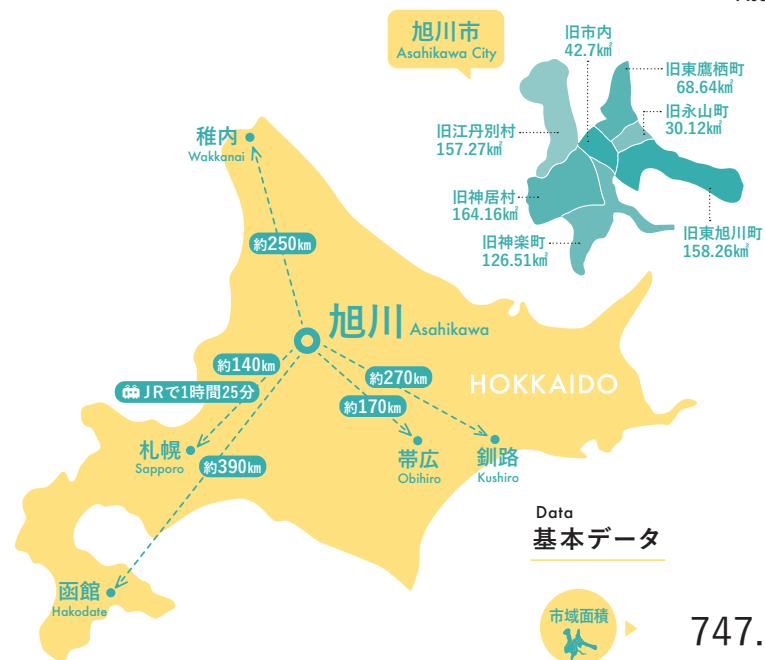 旭川市
Asahikawa City
旧市内
42.7㎢
旧東鷹栖町
68.64㎢
旧永山町
30.12㎢
旧江丹別村
157.27㎢
旧神居村
164.16㎢
旧神楽町
126.51㎢
旧東旭川町
158.26㎢
稚内
Wakkanai
約250km
旭川 Asahikawa
約140km
JRで1時間25分
約270km
約170km
HOKKAIDO
札幌
Sapporo
約390km
帯広
Obihiro
釧路
Kushiro
函館
Hakodate
Data
基本データ
市域面積
747.